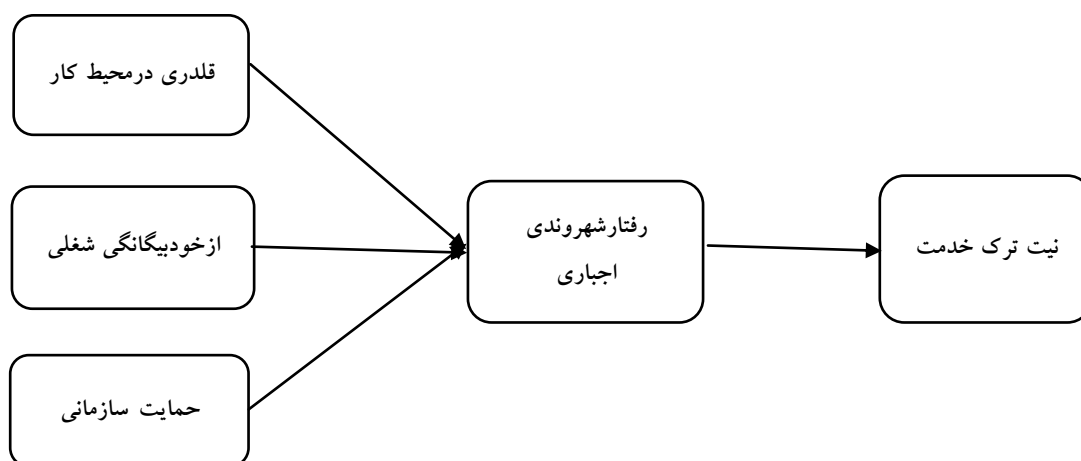 قلدری درمحیط کار
ازخودبیگانگی شغلی
حمایت سازمانی
رفتارشهروندی
اجباری
نیت ترک خدمت